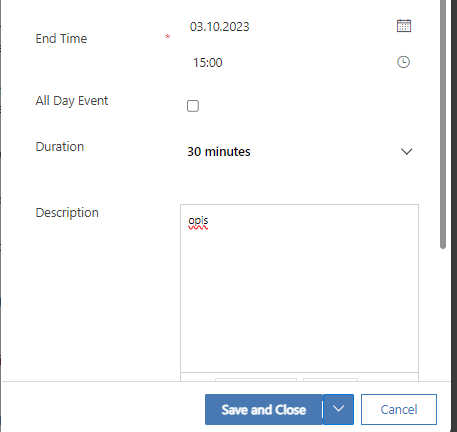 End Time * 03.10.2023
15:00
All Day Event
Duration 30 minutes
Description
opis
Save and Close
Cancel